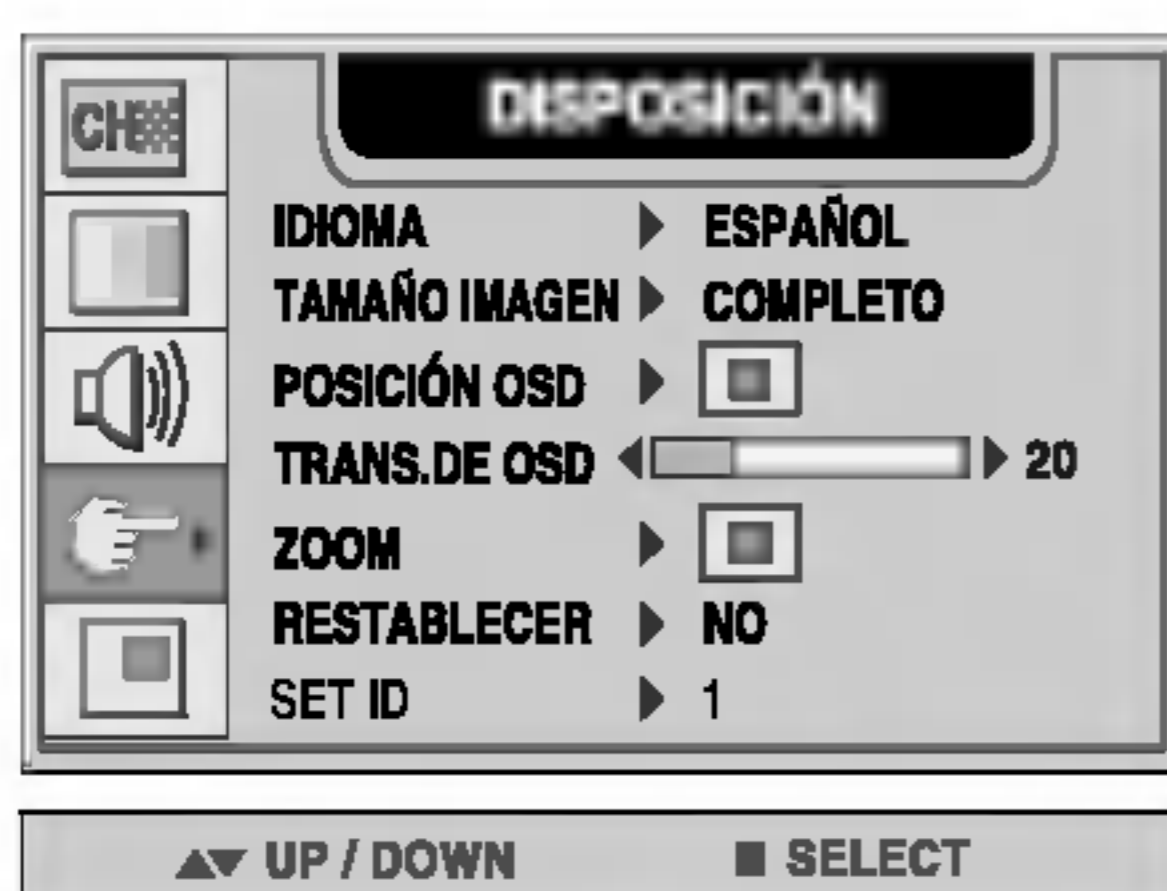 CH
DISPOSICIÓN
IDIOMA ESPAÑOL
TAMAÑO IMAGEN COMPLETO
POSICIÓN OSD
TRANS.DE OSD 20
ZOOM
RESTABLECER NO
SET ID 1
UP / DOWN SELECT